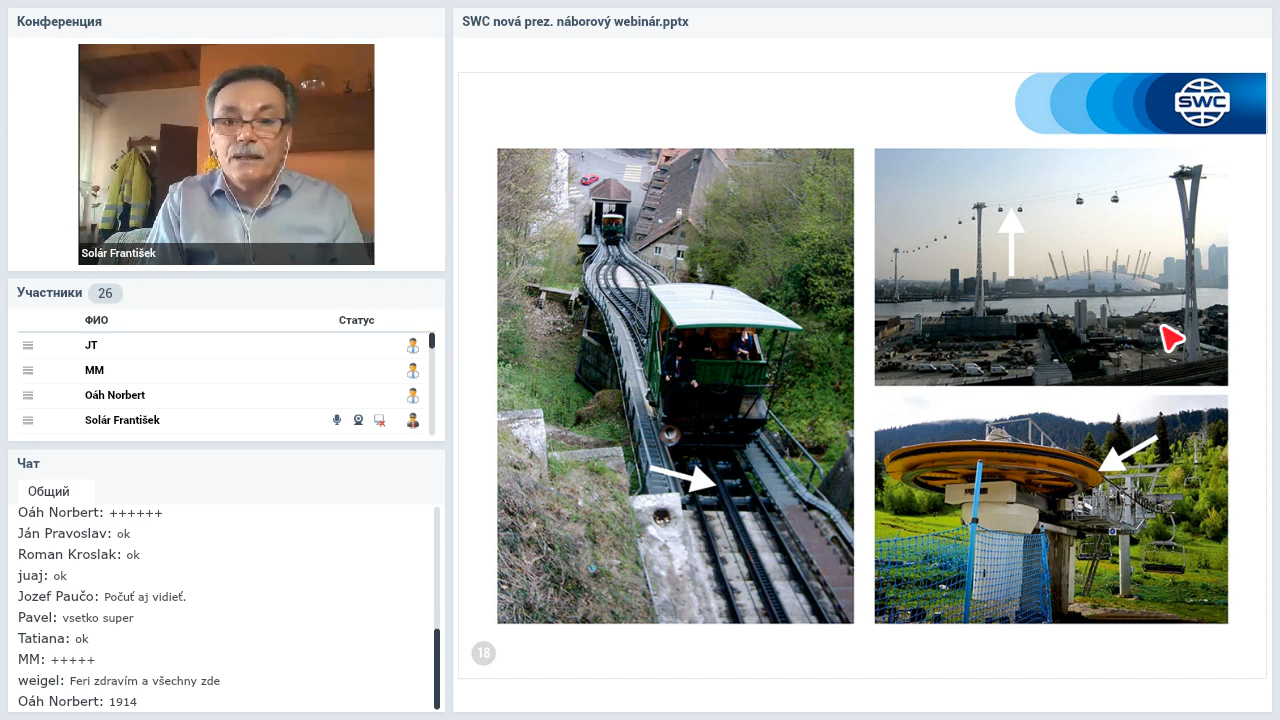 Конференция
Solár František
Участники 26
ФИО Статус
JT
MM
Oáh Norbert
Solár František
Чат
Общий
Oáh Norbert: ++++++
Ján Pravoslav: ok
Roman Kroslak: ok
juaj: ok
Jozef Paučo: Počuť aj vidieť.
Pavel: vsetko super
Tatiana: ok
MM: +++++
weigel: Feri zdravím a všechny zde
Oáh Norbert: 1914
SWC nová prez. náborový webinár.pptx
SWC
18